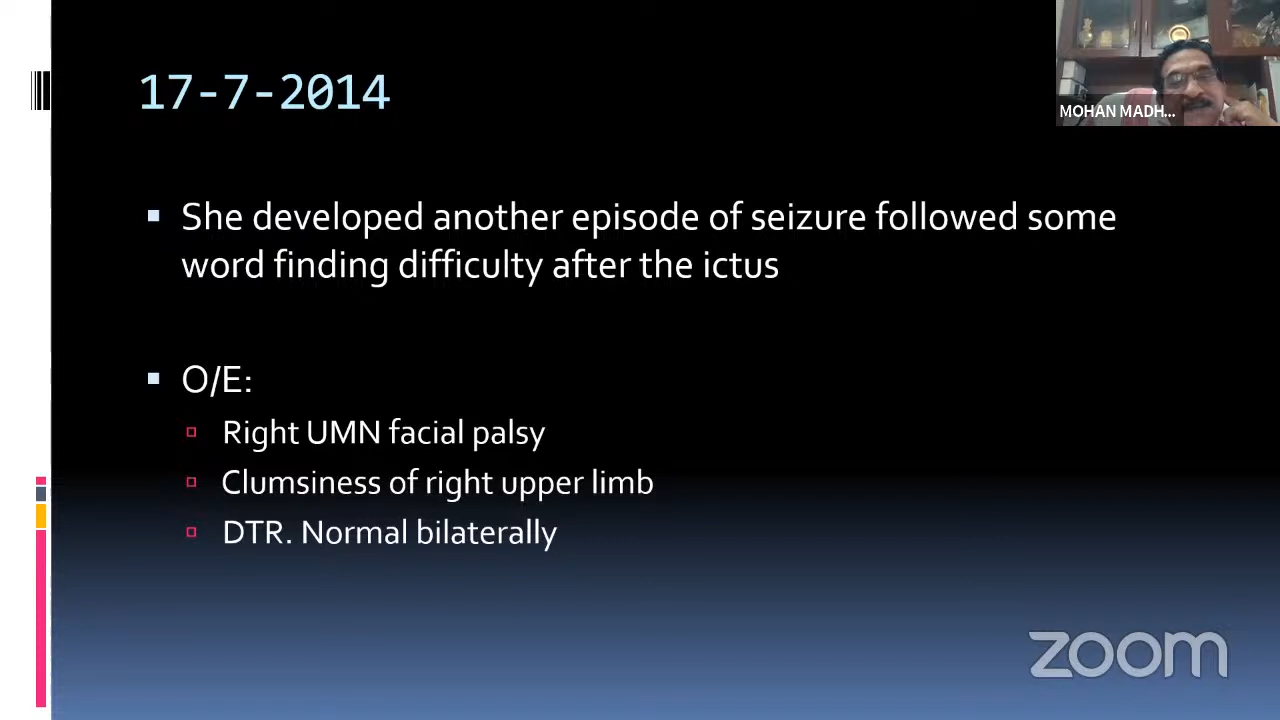 17-7-2014
MOHAN MADH...
She developed another episode of seizure followed some
word finding difficulty after the ictus
O/E:
Right UMN facial palsy
Clumsiness of right upper limb
DTR. Normal bilaterally
zoom